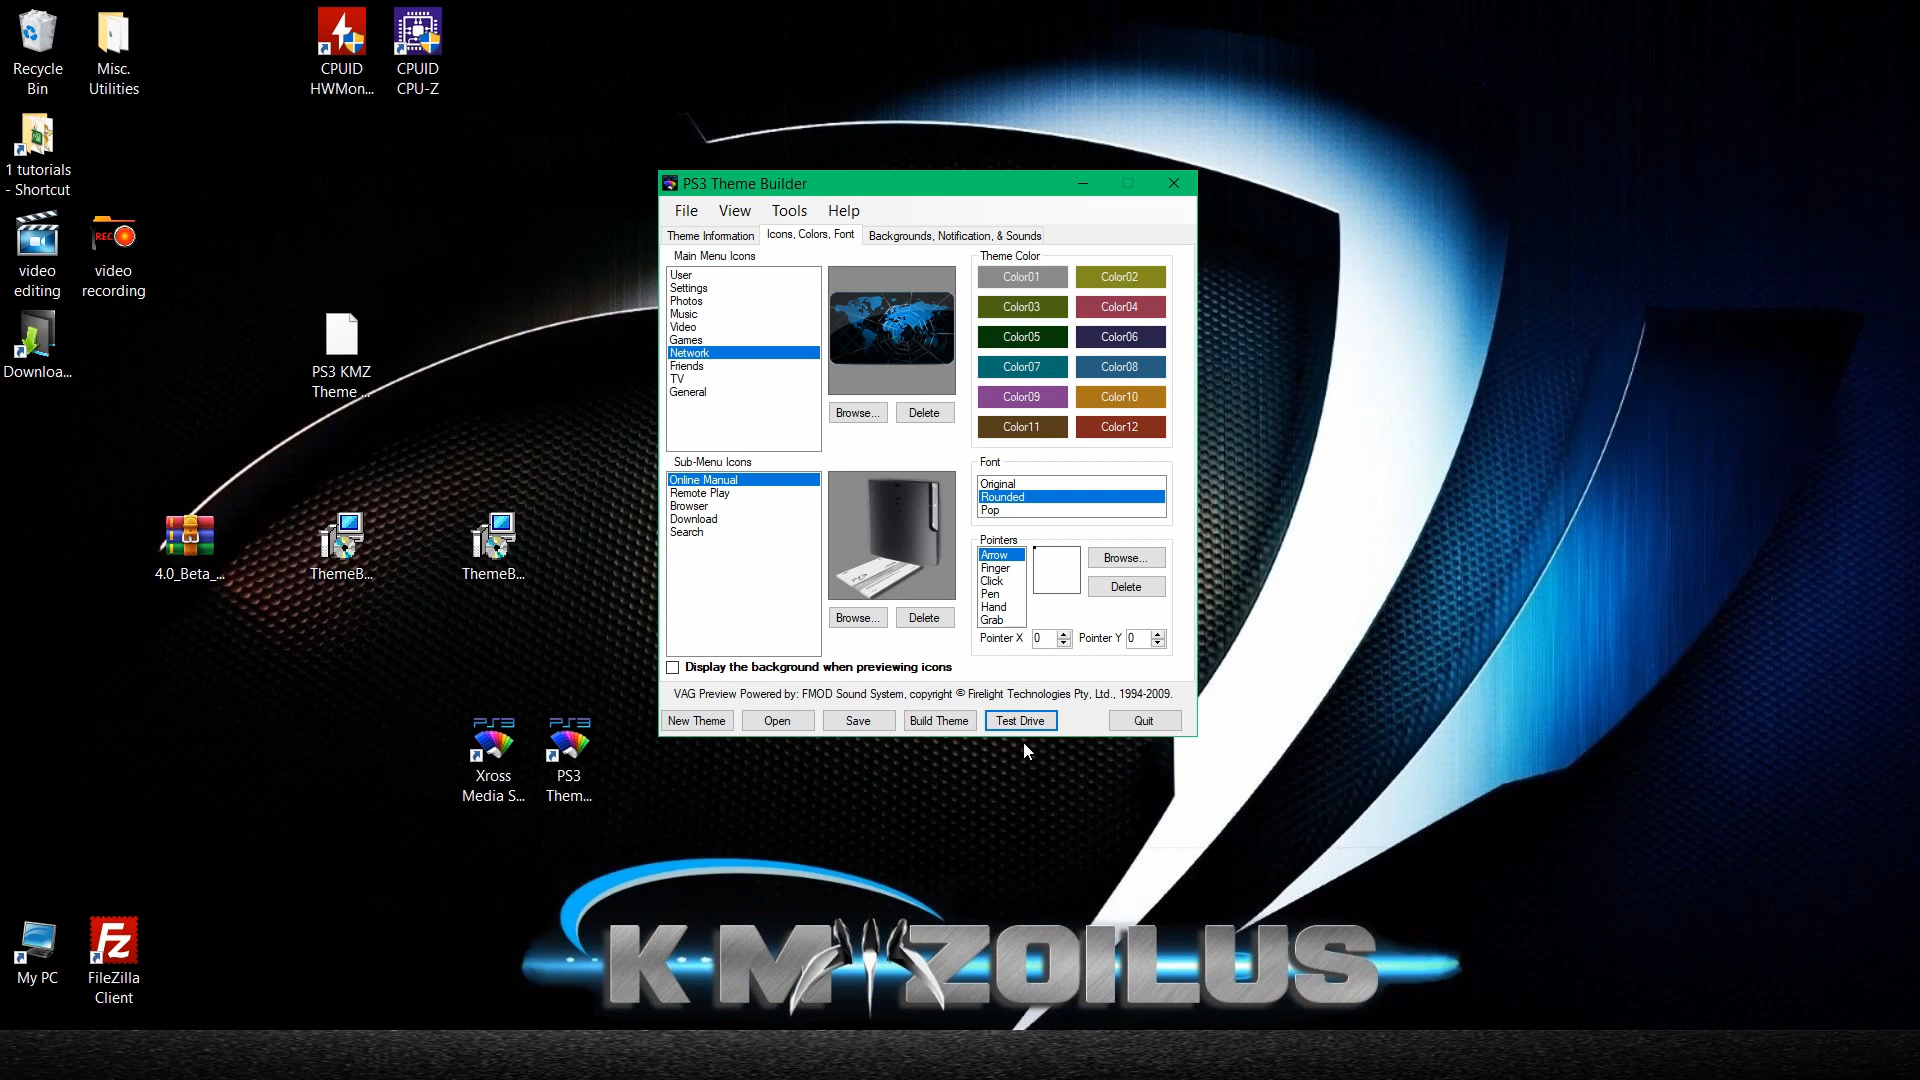 Recycle
Bin
Misc.
Utilities
CPUID
HWMon...
CPUID
CPU-Z
1 tutorials
- Shortcut
video
editing
REC
video
recording
Downloa...
PS3 KMZ
Theme ...
4.0_Beta_...
ThemeB...
ThemeB...
PS3
Xross
Media S...
PS3
PS3
Them...
My PC
Fz
FileZilla
Client
PS3 Theme Builder
File View Tools Help
Theme Information Icons, Colors, Font Backgrounds, Notification, & Sounds
Main Menu Icons
User
Settings
Photos
Music
Video
Games
Network
Friends
TV
General
Browse... Delete
Sub-Menu Icons
Online Manual
Remote Play
Browser
Download
Search
Browse... Delete
Theme Color
Color01 Color02
Color03 Color04
Color05 Color06
Color07 Color08
Color09 Color10
Color11 Color12
Font
Original
Rounded
Pop
Pointers
Arrow
Finger
Click
Pen
Hand
Grab
Browse...
Delete
Pointer X 0 Pointer Y 0
Display the background when previewing icons
VAG Preview Powered by: FMOD Sound System, copyright © Firelight Technologies Pty, Ltd., 1994-2009.
New Theme Open Save Build Theme Test Drive Quit
KMZOILUS